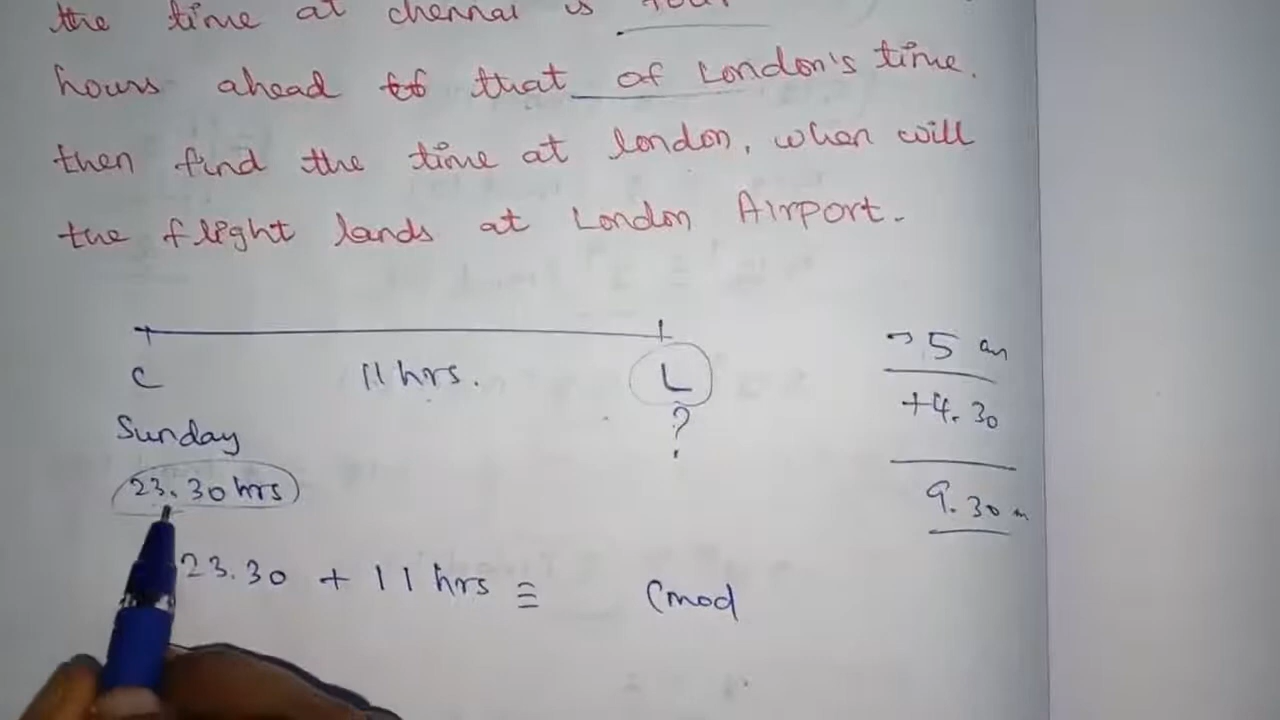 the time at chennai is four
hours ahead to that of London's time.
then find the time at london, when will
the flight lands at London Airport.
C 11 hrs. L
?
Sunday
23.30 hrs
23.30 + 11 hrs ≡ (mod
5 am
+4.30
9.30 m